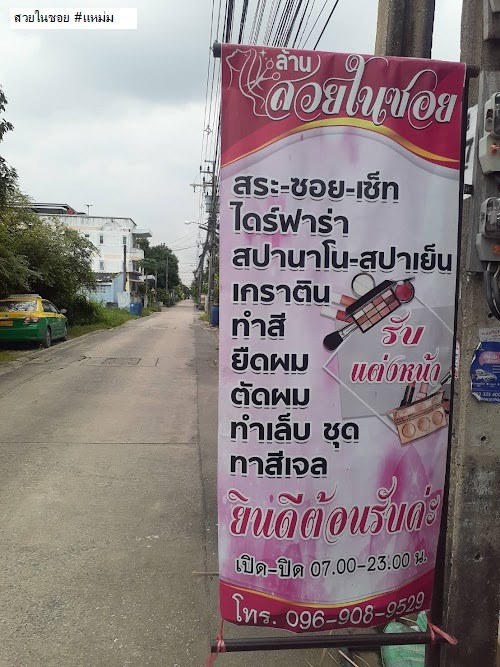 สวยในซอย #แหม่ม
ล้าน
สวยในซอย
สระ-ซอย-เซ็ท
ไดร์ฟาร่า
สปานาโน-สปาเย็น
เคราติน
ทำสี
ยืดผม
ตัดผม
ทำเล็บ ชุด
ทาสีเจล
รับ
แต่งหน้า
ยินดีต้อนรับค่ะ
เปิด-ปิด 07.00-23.00 น.
โทร. 096-908-9529